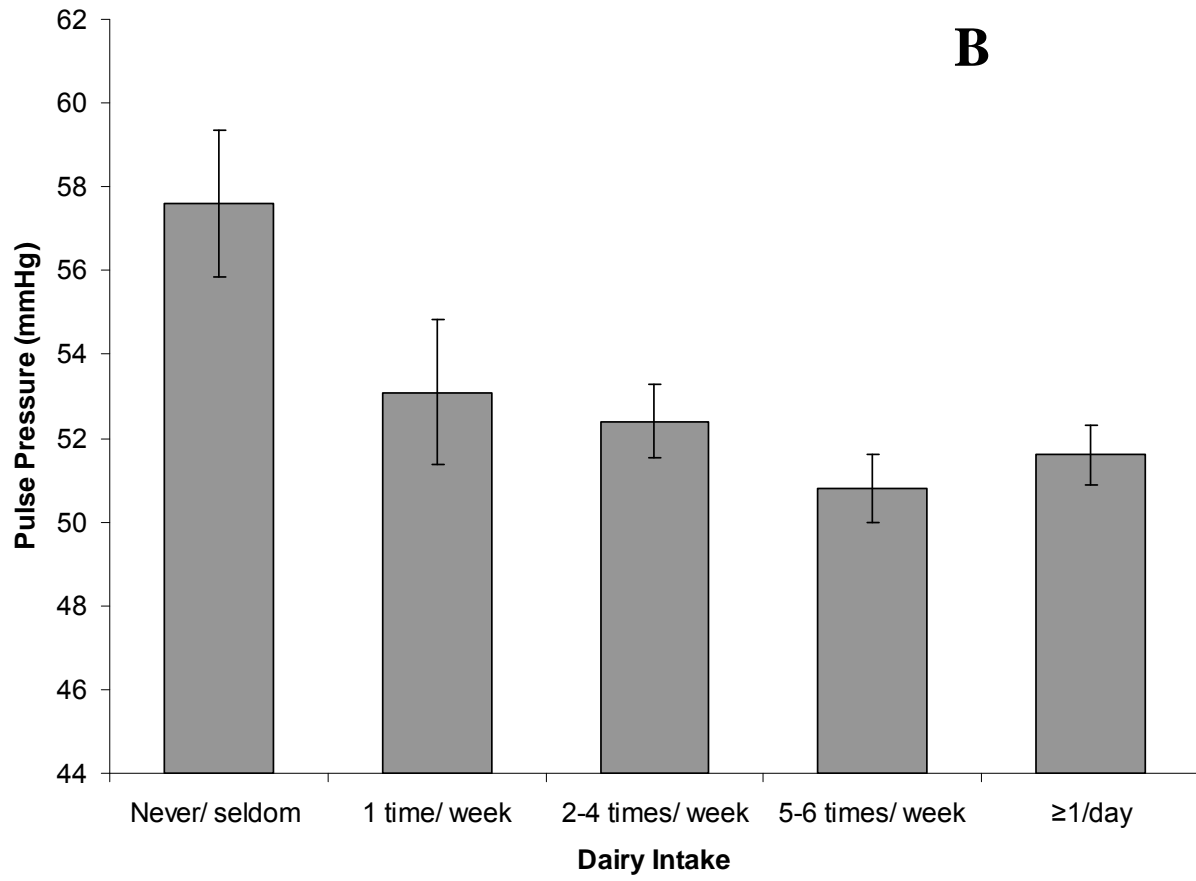 B
62
60
58
56
54
52
50
48
46
44
Pulse Pressure (mmHg)
Never/ seldom
1 time/ week
2-4 times/ week
5-6 times/ week
≥1/day
Dairy Intake